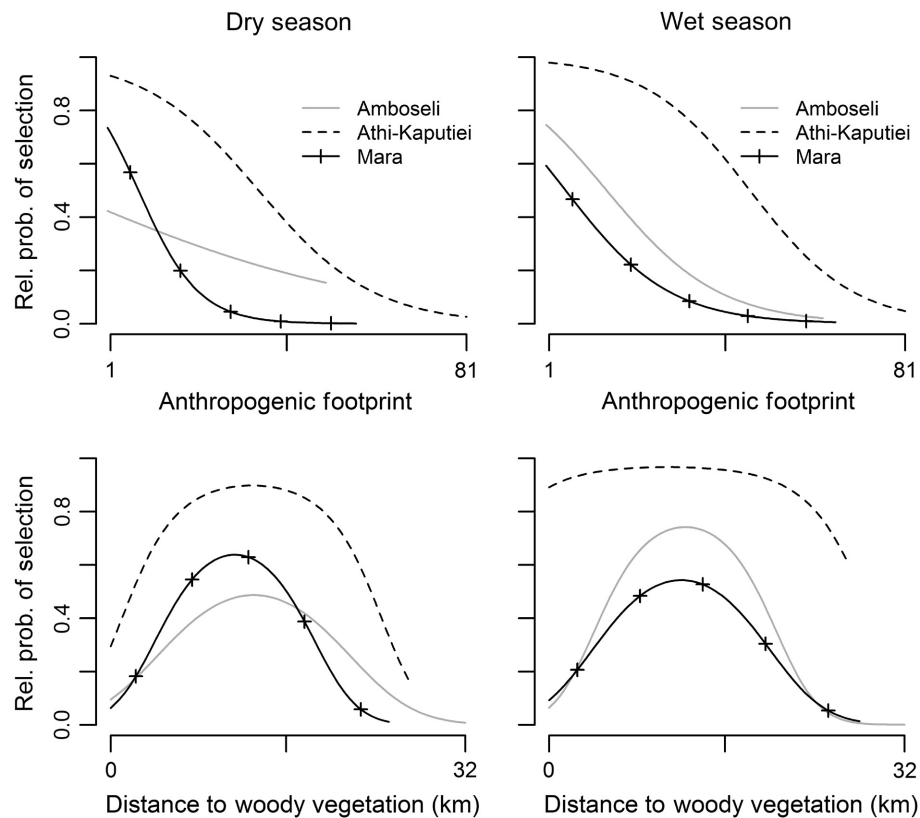 Dry season
Wet season
Rel. prob. of selection
0.0
0.4
0.8
Amboseli
Athi-Kaputiei
Mara
1
81
Anthropogenic footprint
Amboseli
Athi-Kaputiei
Mara
1
81
Anthropogenic footprint
Rel. prob. of selection
0.0
0.4
0.8
0
32
Distance to woody vegetation (km)
0
32
Distance to woody vegetation (km)